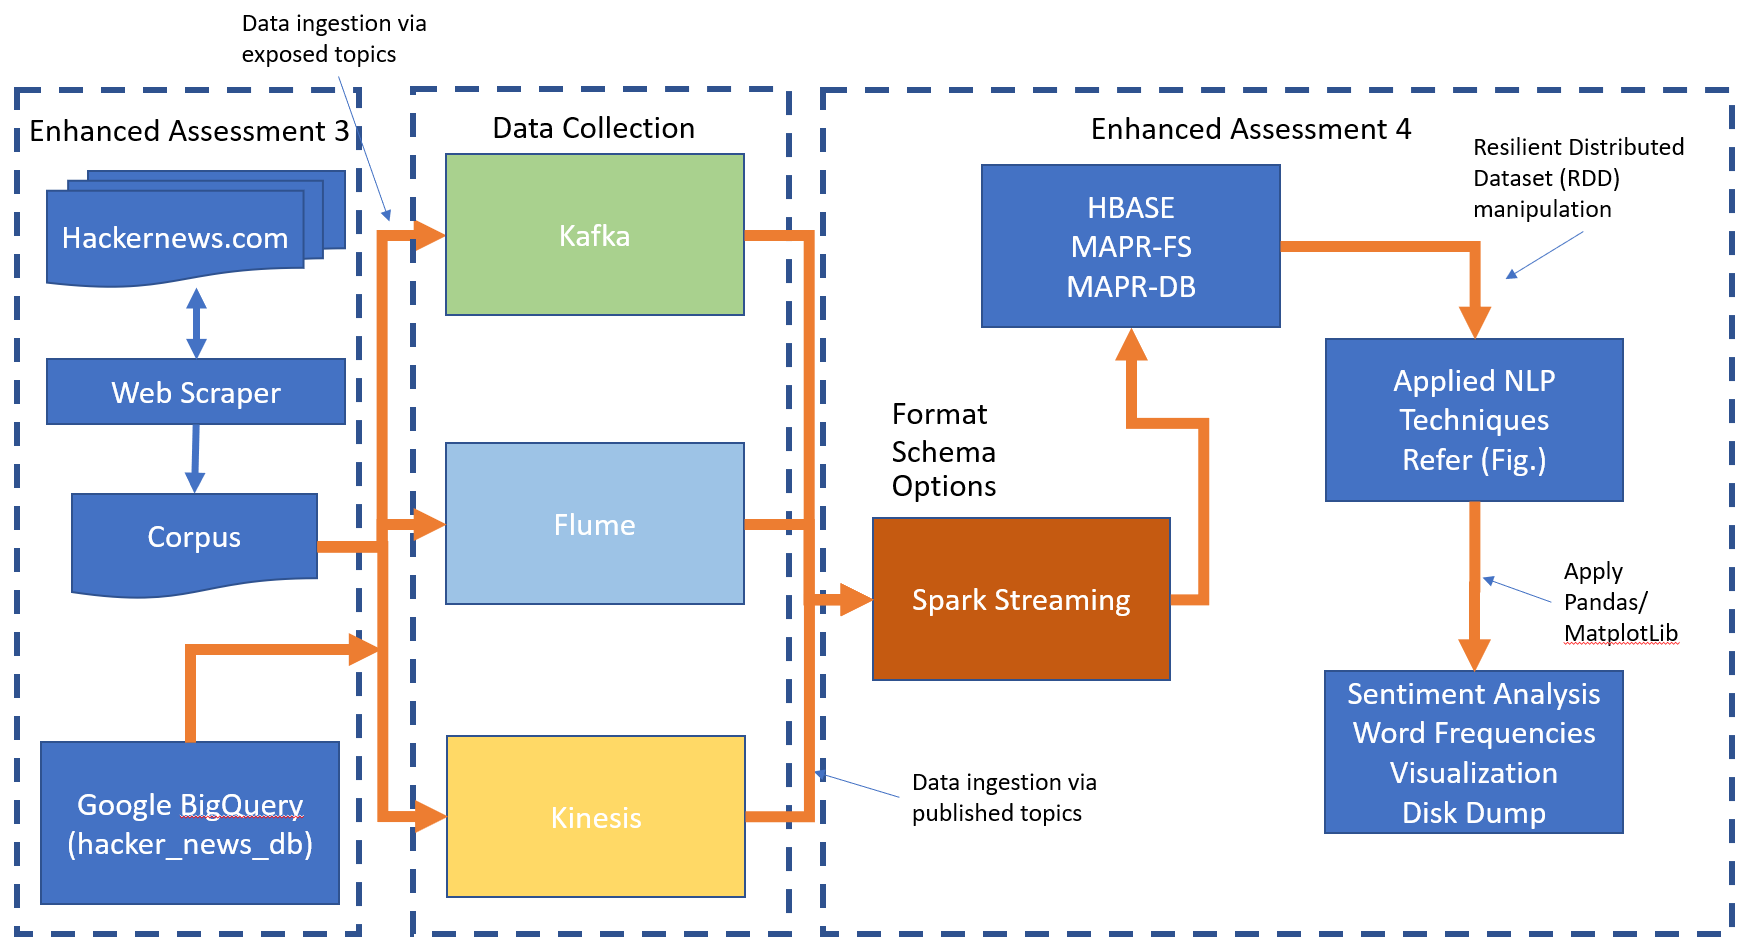 Data ingestion via
exposed topics
Enhanced Assessment 3
Hackernews.com
Web Scraper
Corpus
Google BigQuery
(hacker_news_db)
Data Collection
Kafka
Flume
Kinesis
Enhanced Assessment 4
HBASE
MAPR-FS
MAPR-DB
Resilient Distributed
Dataset (RDD)
manipulation
Format
Schema
Options
Spark Streaming
Data ingestion via
published topics
Applied NLP
Techniques
Refer (Fig.)
Apply
Pandas/
MatplotLib
Sentiment Analysis
Word Frequencies
Visualization
Disk Dump